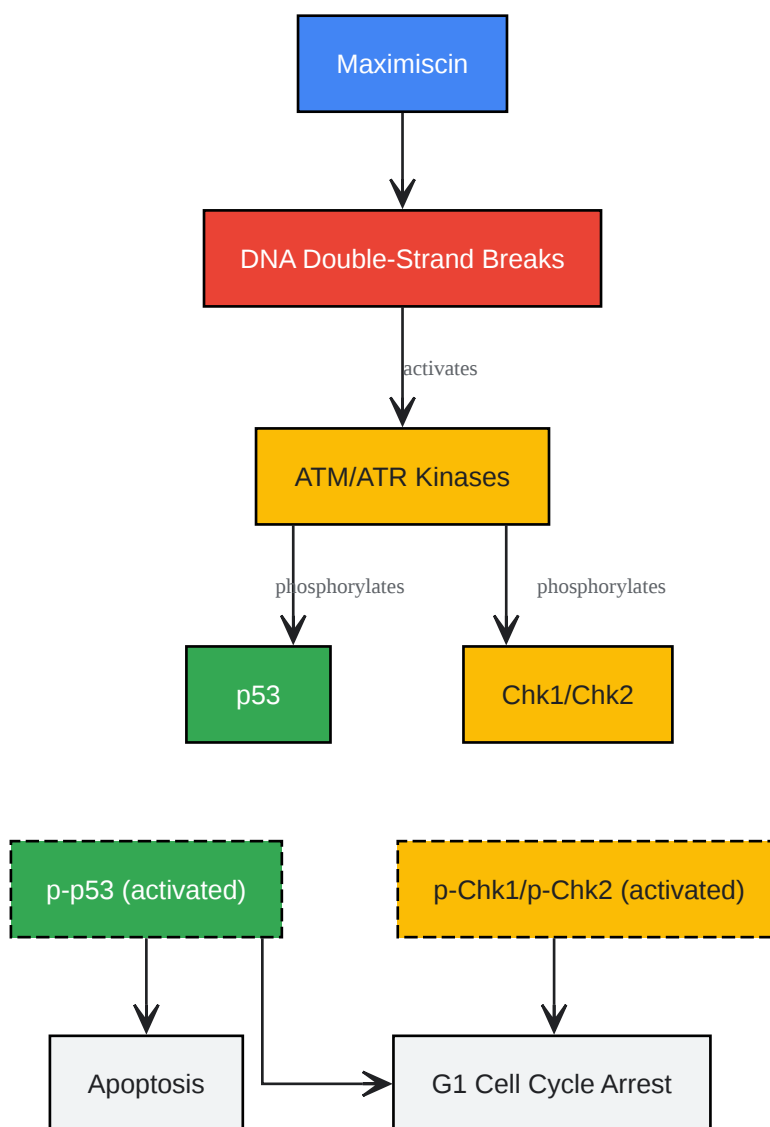 Maximiscin
DNA Double-Strand Breaks
activates
ATM/ATR Kinases
phosphorylates
phosphorylates
p53
Chk1/Chk2
p-p53 (activated)
p-Chk1/p-Chk2 (activated)
Apoptosis
G1 Cell Cycle Arrest